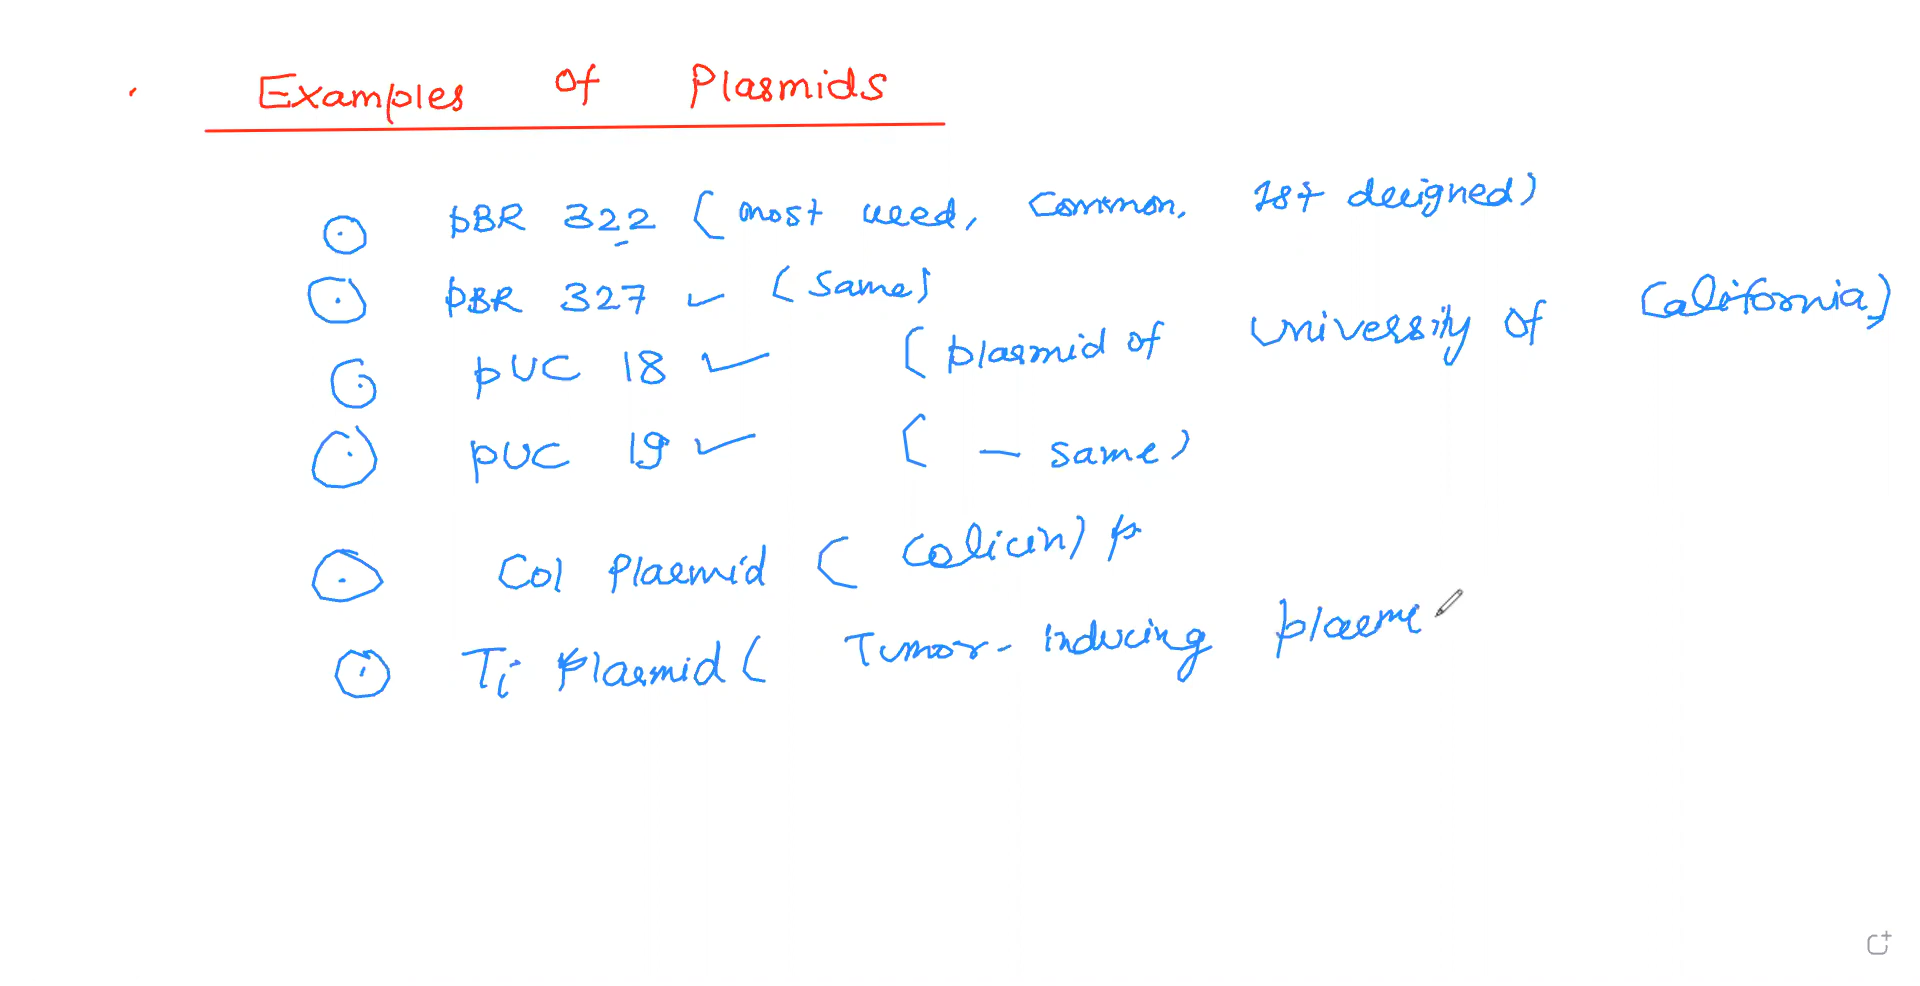 Examples of Plasmids
pBR 322 (most used, common, 1st designed)
pBR 327 (same)
pUC 18 (plasmid of University of California)
pUC 19 ( - same)
Col Plasmid ( Colicin) p
Ti Plasmid ( Tumor-inducing plasm